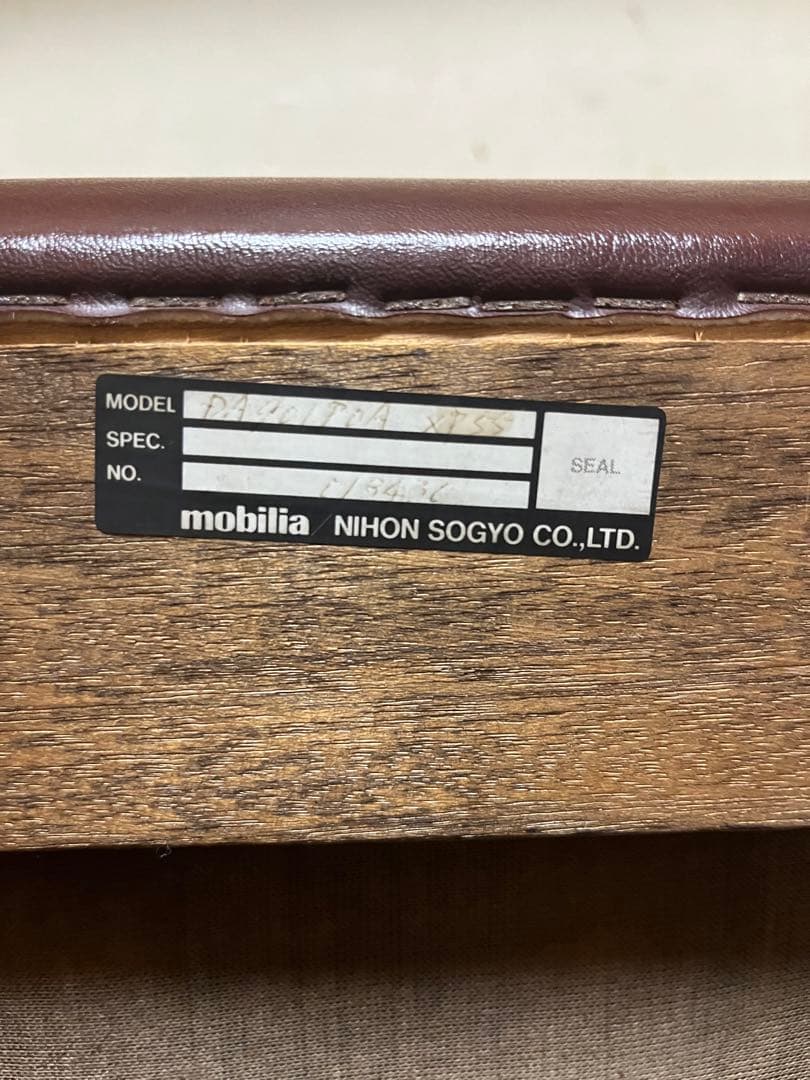 MODEL
SPEC.
NO.
SEAL
mobilia / NIHON SOGYO CO.,LTD.